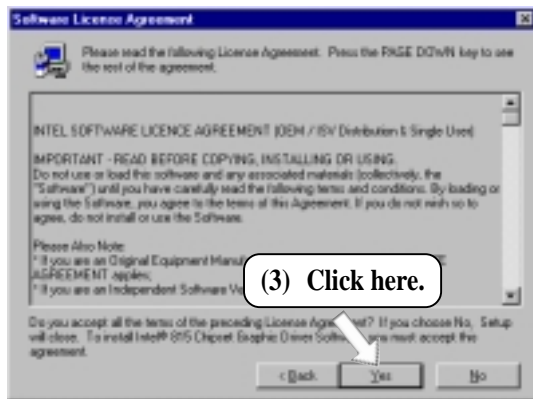 Software License Agreement
Please read the following License Agreement. Press the PAGE DOWN key to see
the rest of the agreement.
INTEL SOFTWARE LICENCE AGREEMENT (OEM / ISV Distribution & Single User)
IMPORTANT - READ BEFORE COPYING, INSTALLING OR USING.
Do not use or load this software and any associated materials (collectively, the
"Software") until you have carefully read the following terms and conditions. By loading or
using the Software, you agree to the terms of this Agreement. If you do not wish to so
agree, do not install or use the Software.
Please Also Note:
* If you are an Original Equipment
AGREEMENT applies;
* If you are an Independent Software
(3) Click here.
Do you accept all the terms of the preceding License Agreement? If you choose No, Setup
will close. To install Intel® 815 Chipset Graphic Driver Software, you must accept this
agreement.
< Back
Yes
No